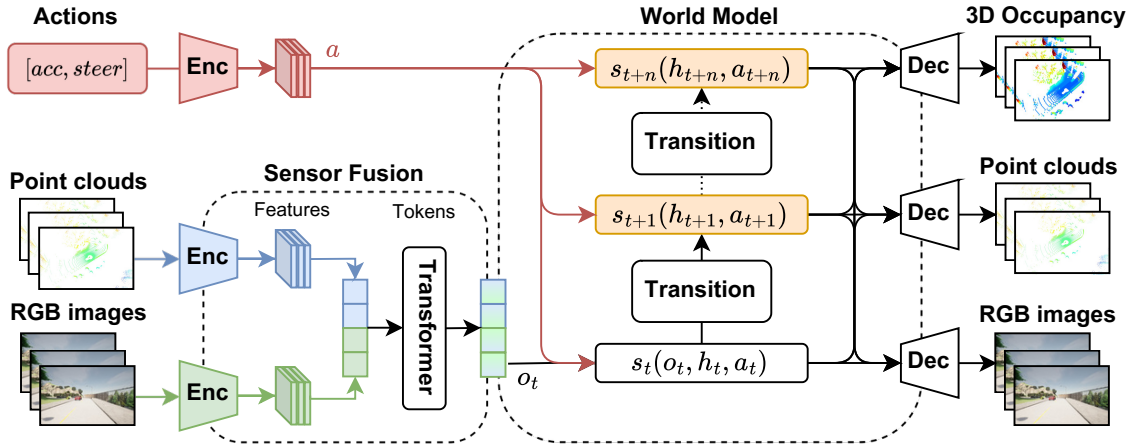 Actions
World Model
3D Occupancy
[acc, steer]
Enc
a
s_{t+n}(h_{t+n}, a_{t+n})
Dec
Transition
Point clouds
Sensor Fusion
Point clouds
Features
Tokens
s_{t+1}(h_{t+1}, a_{t+1})
Dec
Enc
Transformer
Transition
RGB images
RGB images
Enc
o_t
s_t(o_t, h_t, a_t)
Dec